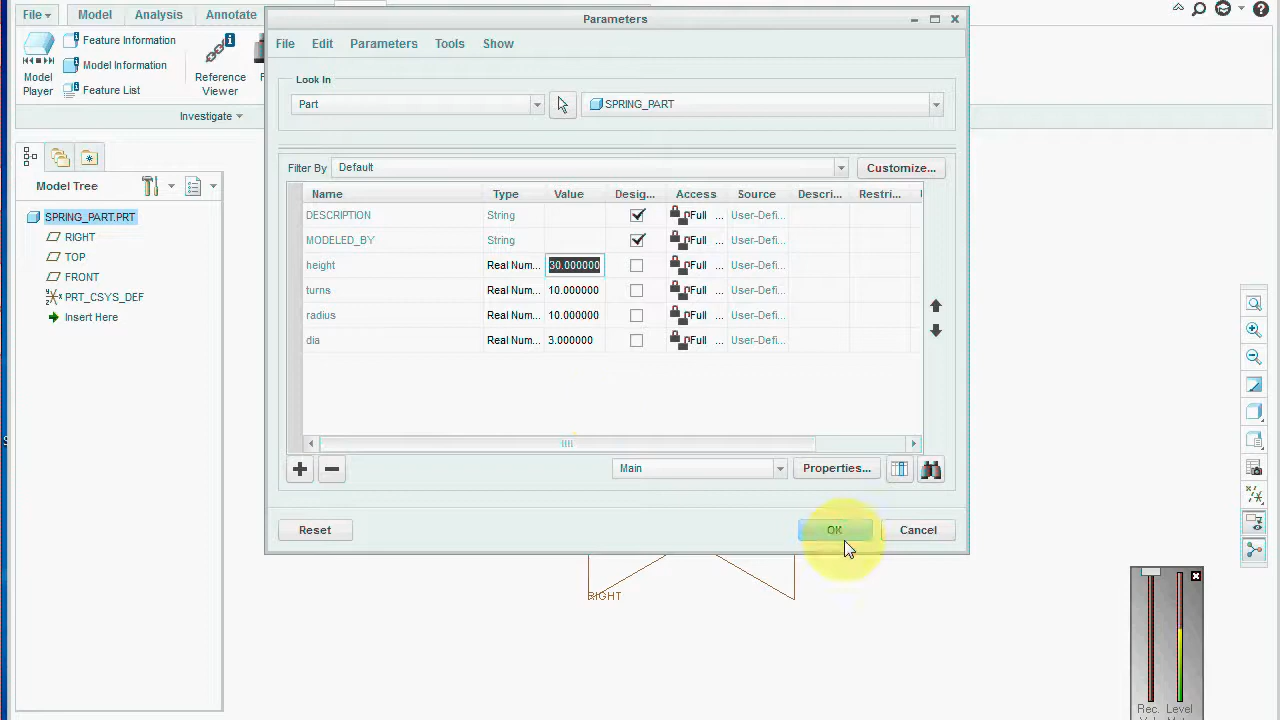 File
Model
Analysis
Annotate
Parameters
Feature Information
Model Information
Feature List
Model
Player
Reference
Viewer
Investigate
File
Edit
Parameters
Tools
Show
Look In
Part
SPRING_PART
Filter By
Default
Customize...
Name Type Value Desig... Access Source Descri... Restri...
DESCRIPTION String Full ... User-Defi...
MODELED_BY String Full ... User-Defi...
height Real Num... 30.000000 Full ... User-Defi...
turns Real Num... 10.000000 Full ... User-Defi...
radius Real Num... 10.000000 Full ... User-Defi...
dia Real Num... 3.000000 Full ... User-Defi...
Main
Properties...
Reset
OK
Cancel
Model Tree
SPRING_PART.PRT
RIGHT
TOP
FRONT
PRT_CSYS_DEF
Insert Here
RIGHT
Rec. Level